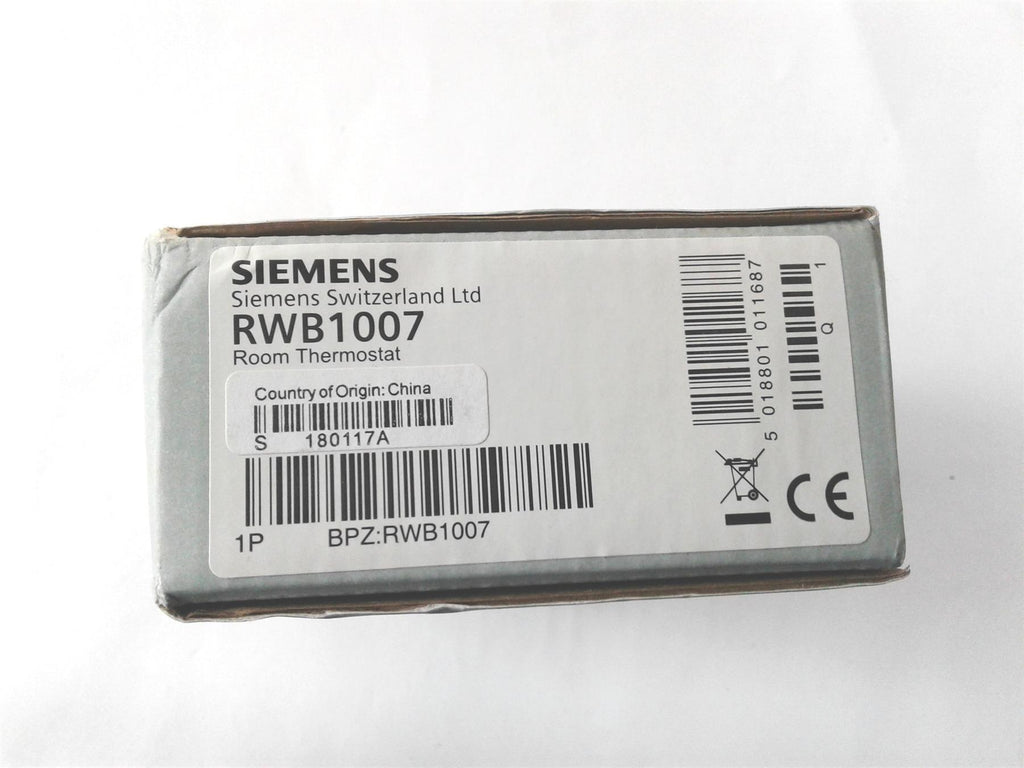 SIEMENS
Siemens Switzerland Ltd
RWB1007
Room Thermostat
Country of Origin: China
S 180117A
1P BPZ:RWB1007
5 018801 011687
Q 1
CE